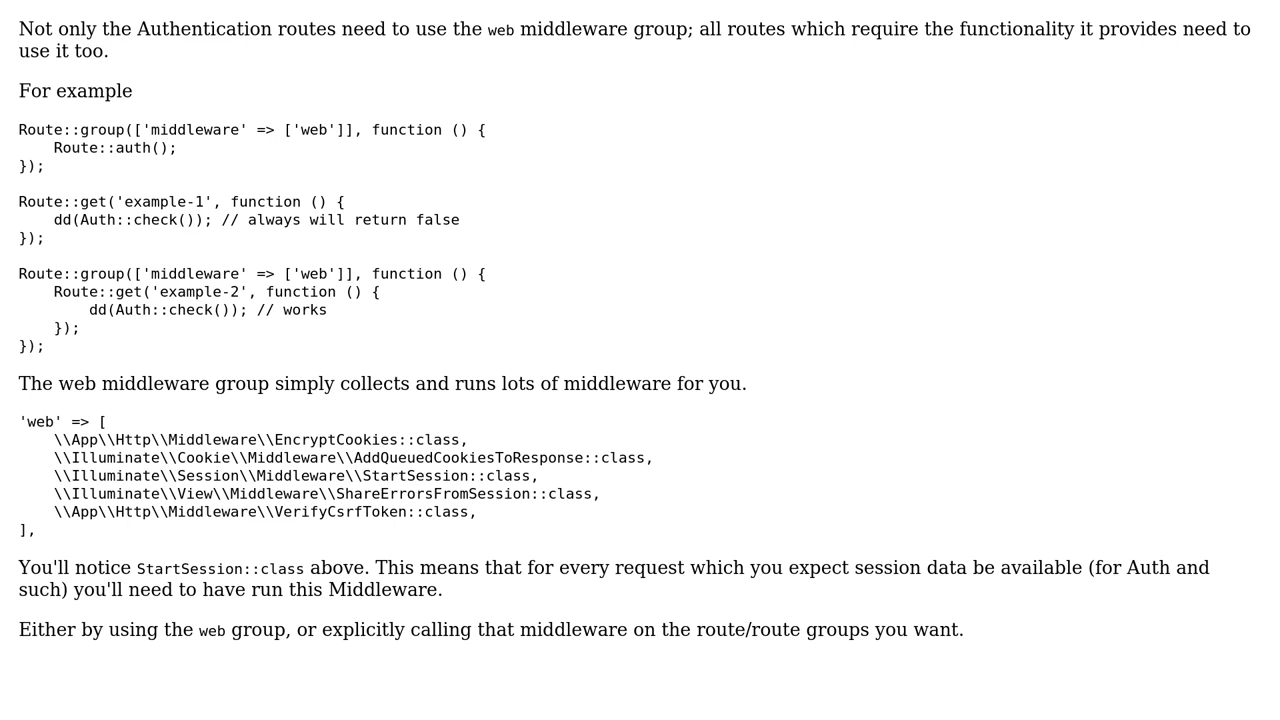 Not only the Authentication routes need to use the web middleware group; all routes which require the functionality it provides need to
use it too.
For example
Route::group(['middleware' => ['web']], function () {
    Route::auth();
});
Route::get('example-1', function () {
    dd(Auth::check()); // always will return false
});
Route::group(['middleware' => ['web']], function () {
    Route::get('example-2', function () {
        dd(Auth::check()); // works
    });
});
The web middleware group simply collects and runs lots of middleware for you.
'web' => [
    \\App\\Http\\Middleware\\EncryptCookies::class,
    \\Illuminate\\Cookie\\Middleware\\AddQueuedCookiesToResponse::class,
    \\Illuminate\\Session\\Middleware\\StartSession::class,
    \\Illuminate\\View\\Middleware\\ShareErrorsFromSession::class,
    \\App\\Http\\Middleware\\VerifyCsrfToken::class,
],
You'll notice StartSession::class above. This means that for every request which you expect session data be available (for Auth and
such) you'll need to have run this Middleware.
Either by using the web group, or explicitly calling that middleware on the route/route groups you want.